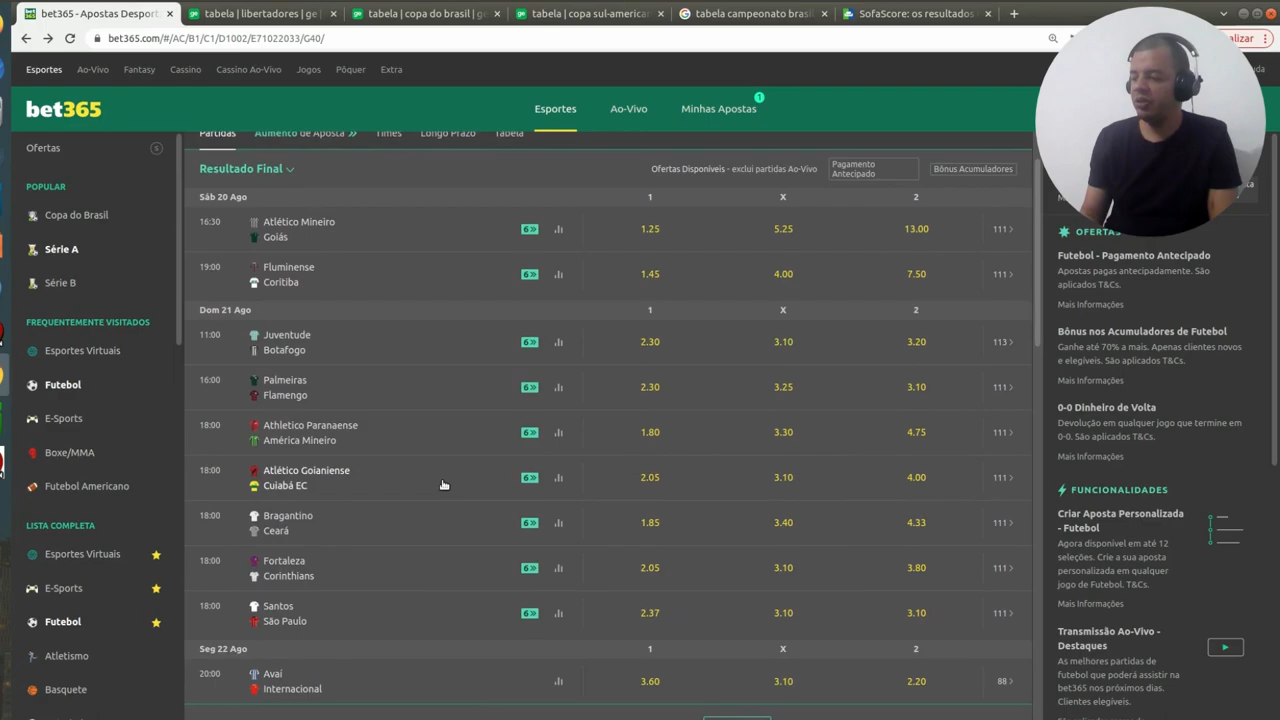 bet365 - Apostas Desport
tabela | libertadores | ge |
tabela | copa do brasil | ge
tabela | copa sul-american
tabela campeonato brasil
SofaScore: os resultados
bet365.com/#/AC/B1/C1/D1002/E71022033/G40/
Esportes Ao-Vivo Fantasy Cassino Cassino Ao-Vivo Jogos Pôquer Extra
bet365
Esportes Ao-Vivo Minhas Apostas 1
Ofertas 5
POPULAR
Copa do Brasil
Série A
Série B
FREQUENTEMENTE VISITADOS
Esportes Virtuais
Futebol
E-Sports
Boxe/MMA
Futebol Americano
LISTA COMPLETA
Esportes Virtuais
E-Sports
Futebol
Atletismo
Basquete
Partidas Aumento de Aposta Times Longo Prazo Tabela
Resultado Final
Ofertas Disponíveis - exclui partidas Ao-Vivo
Pagamento
Antecipado
Bônus Acumuladores
Sáb 20 Ago 1 X 2
16:30 Atlético Mineiro
Goiás
6 1.25 5.25 13.00 111
19:00 Fluminense
Coritiba
6 1.45 4.00 7.50 111
Dom 21 Ago 1 X 2
11:00 Juventude
Botafogo
6 2.30 3.10 3.20 113
16:00 Palmeiras
Flamengo
6 2.30 3.25 3.10 111
18:00 Athletico Paranaense
América Mineiro
6 1.80 3.30 4.75 111
18:00 Atlético Goianiense
Cuiabá EC
6 2.05 3.10 4.00 111
18:00 Bragantino
Ceará
6 1.85 3.40 4.33 111
18:00 Fortaleza
Corinthians
6 2.05 3.10 3.80 111
18:00 Santos
São Paulo
6 2.37 3.10 3.10 111
Seg 22 Ago 1 X 2
20:00 Avaí
Internacional
3.60 3.10 2.20 88
OFERTAS
Futebol - Pagamento Antecipado
Apostas pagas antecipadamente. São
aplicados T&Cs.
Mais Informações
Bônus nos Acumuladores de Futebol
Ganhe até 70% a mais. Apenas clientes novos
e elegíveis. São aplicados T&Cs.
Mais Informações
0-0 Dinheiro de Volta
Devolução em qualquer jogo que termine em
0-0. São aplicados T&Cs.
Mais Informações
FUNCIONALIDADES
Criar Aposta Personalizada
- Futebol
Agora disponível em até 12
seleções. Crie a sua aposta
personalizada em qualquer
jogo de Futebol. T&Cs.
Mais Informações
Transmissão Ao-Vivo -
Destaques
As melhores partidas de
futebol que poderá assistir na
bet365 nos próximos dias.
Clientes elegíveis.